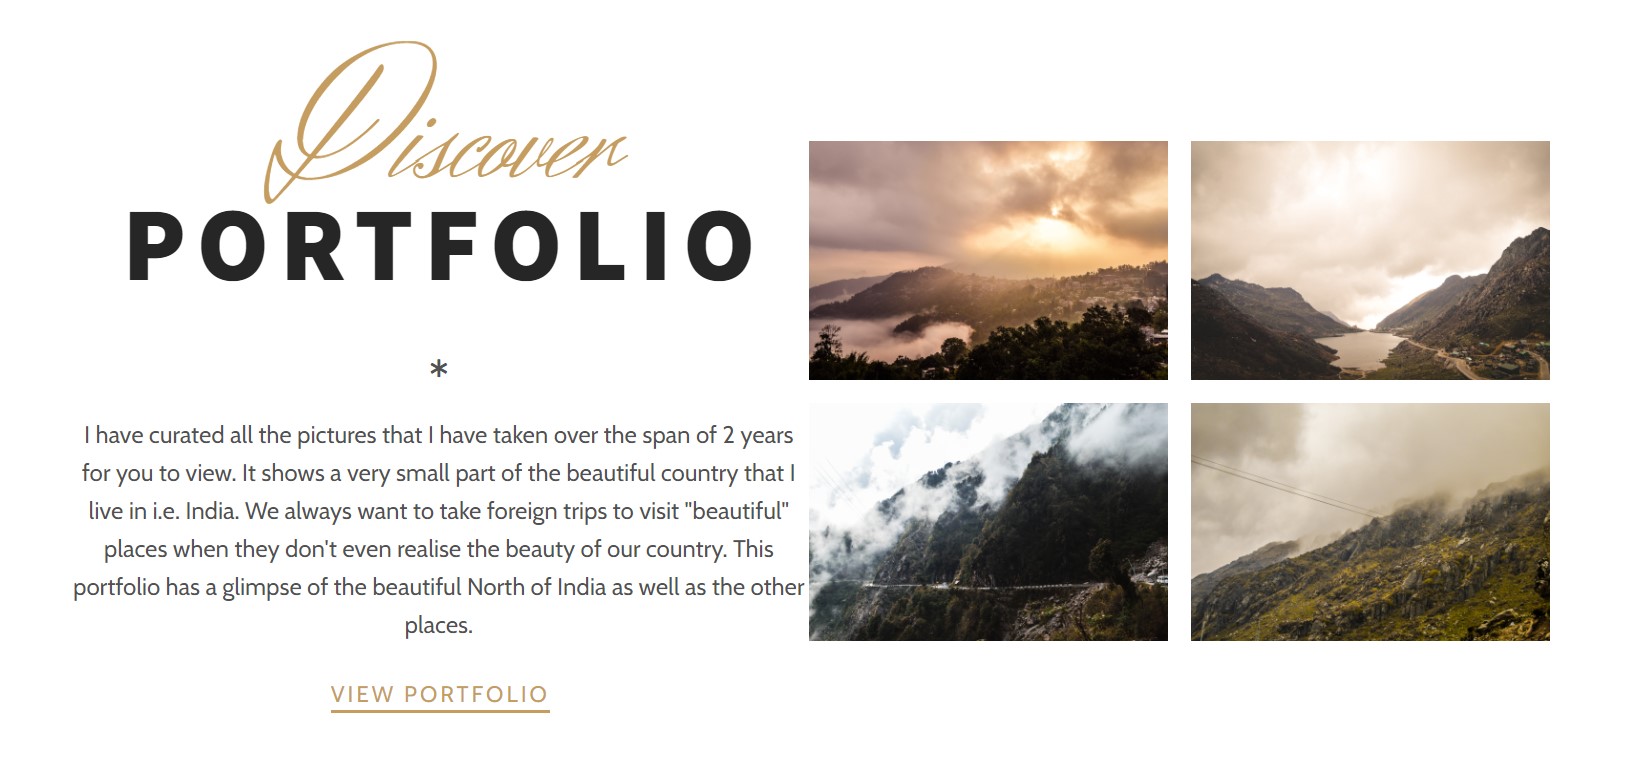 Discover
PORTFOLIO
*
I have curated all the pictures that I have taken over the span of 2 years
for you to view. It shows a very small part of the beautiful country that I
live in i.e. India. We always want to take foreign trips to visit "beautiful"
places when they don't even realise the beauty of our country. This
portfolio has a glimpse of the beautiful North of India as well as the other
places.
VIEW PORTFOLIO